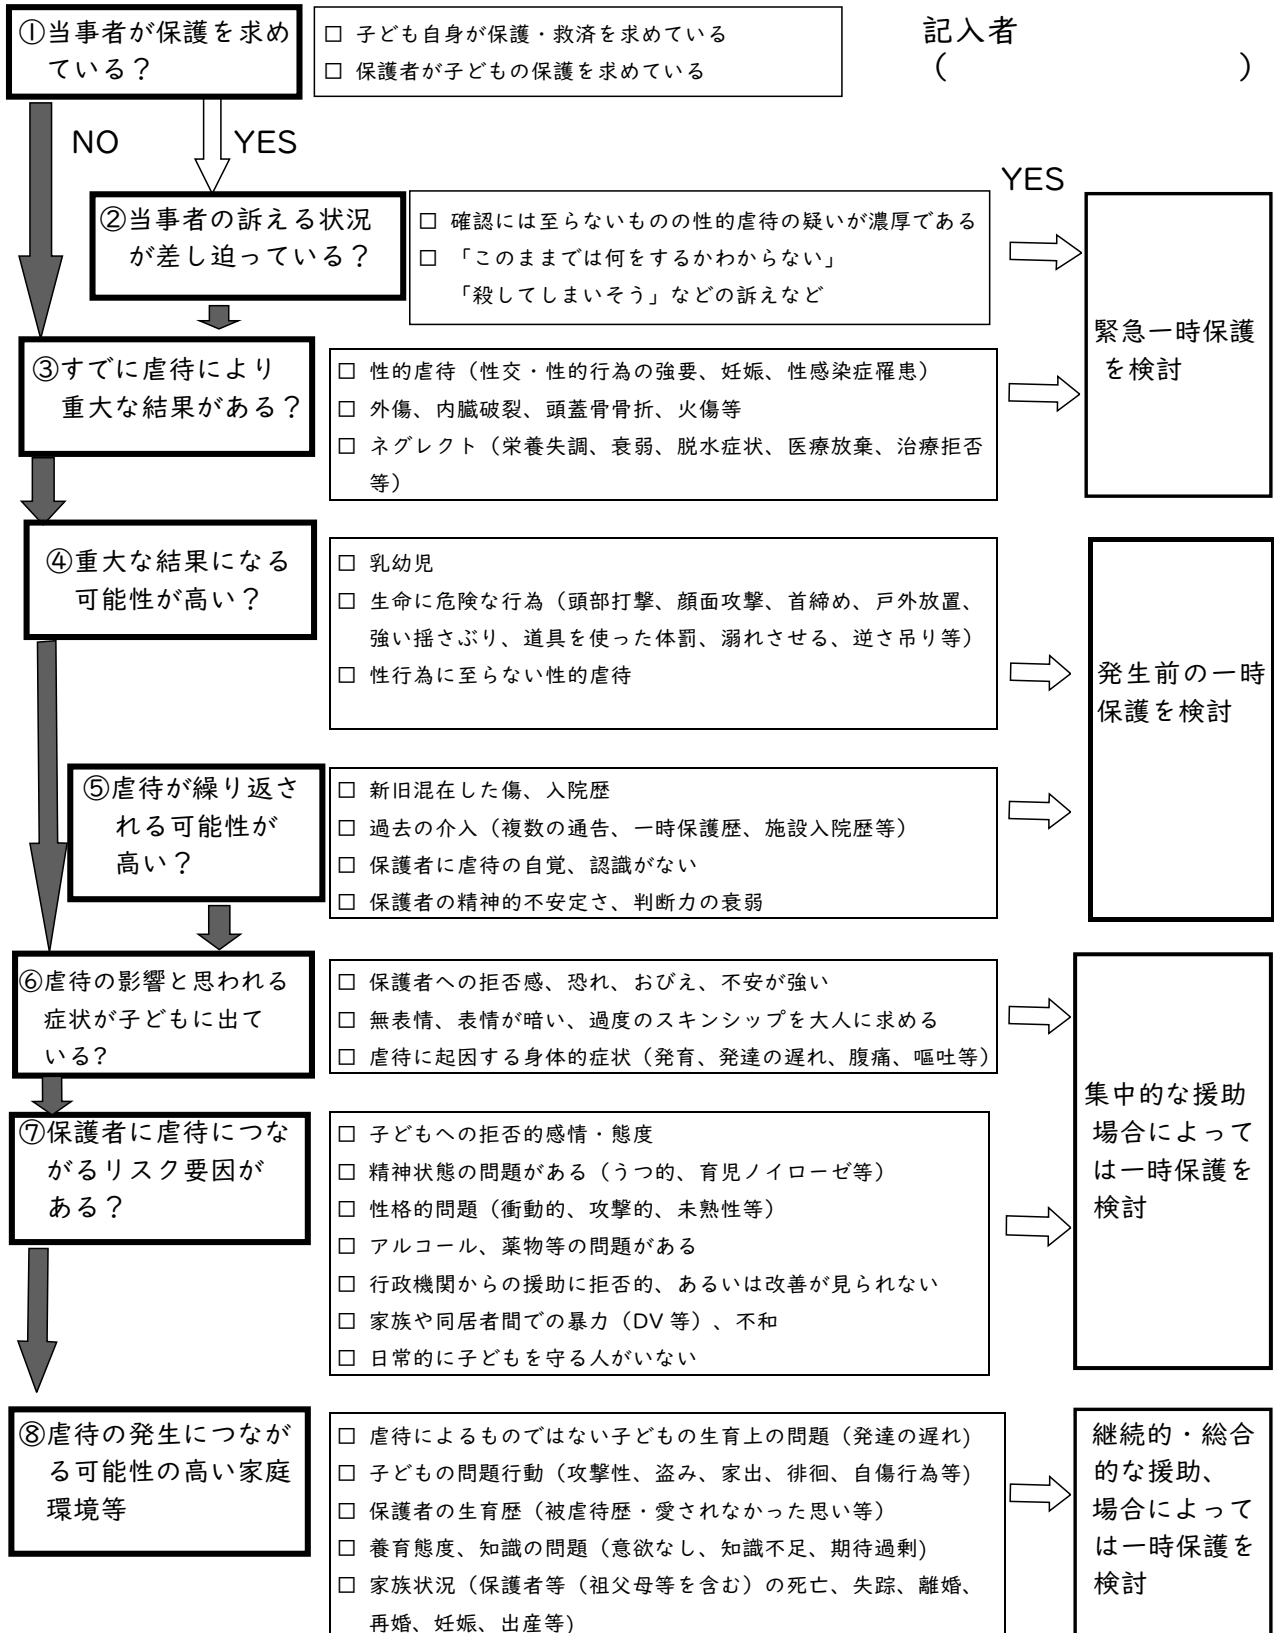 ①当事者が保護を求め
ている？
□ 子ども自身が保護・救済を求めている
□ 保護者が子どもの保護を求めている
記入者
（　　　　　　　　　　）
NO
YES
YES
②当事者の訴える状況
が差し迫っている？
□ 確認には至らないものの性的虐待の疑いが濃厚である
□ 「このままでは何をするかわからない」
「殺してしまいそう」などの訴えなど
緊急一時保護
を検討
③すでに虐待により
重大な結果がある？
□ 性的虐待（性交・性的行為の強要、妊娠、性感染症罹患）
□ 外傷、内臓破裂、頭蓋骨骨折、火傷等
□ ネグレクト（栄養失調、衰弱、脱水症状、医療放棄、治療拒否
等）
④重大な結果になる
可能性が高い？
□ 乳幼児
□ 生命に危険な行為（頭部打撃、顔面攻撃、首締め、戸外放置、
強い揺さぶり、道具を使った体罰、溺れさせる、逆さ吊り等）
□ 性行為に至らない性的虐待
発生前の一時
保護を検討
⑤虐待が繰り返さ
れる可能性が
高い？
□ 新旧混在した傷、入院歴
□ 過去の介入（複数の通告、一時保護歴、施設入院歴等）
□ 保護者に虐待の自覚、認識がない
□ 保護者の精神的不安定さ、判断力の衰弱
⑥虐待の影響と思われる
症状が子どもに出て
いる?
□ 保護者への拒否感、恐れ、おびえ、不安が強い
□ 無表情、表情が暗い、過度のスキンシップを大人に求める
□ 虐待に起因する身体的症状（発育、発達の遅れ、腹痛、嘔吐等）
集中的な援助
場合によって
は一時保護を
検討
⑦保護者に虐待につな
がるリスク要因が
ある？
□ 子どもへの拒否的感情・態度
□ 精神状態の問題がある（うつ的、育児ノイローゼ等）
□ 性格的問題（衝動的、攻撃的、未熟性等）
□ アルコール、薬物等の問題がある
□ 行政機関からの援助に拒否的、あるいは改善が見られない
□ 家族や同居者間での暴力（DV 等）、不和
□ 日常的に子どもを守る人がいない
⑧虐待の発生につなが
る可能性の高い家庭
環境等
□ 虐待によるものではない子どもの生育上の問題（発達の遅れ)
□ 子どもの問題行動（攻撃性、盗み、家出、徘徊、自傷行為等)
□ 保護者の生育歴（被虐待歴・愛されなかった思い等）
□ 養育態度、知識の問題（意欲なし、知識不足、期待過剰)
□ 家族状況（保護者等（祖父母等を含む）の死亡、失踪、離婚、
再婚、妊娠、出産等)
継続的・総合
的な援助、
場合によって
は一時保護を
検討